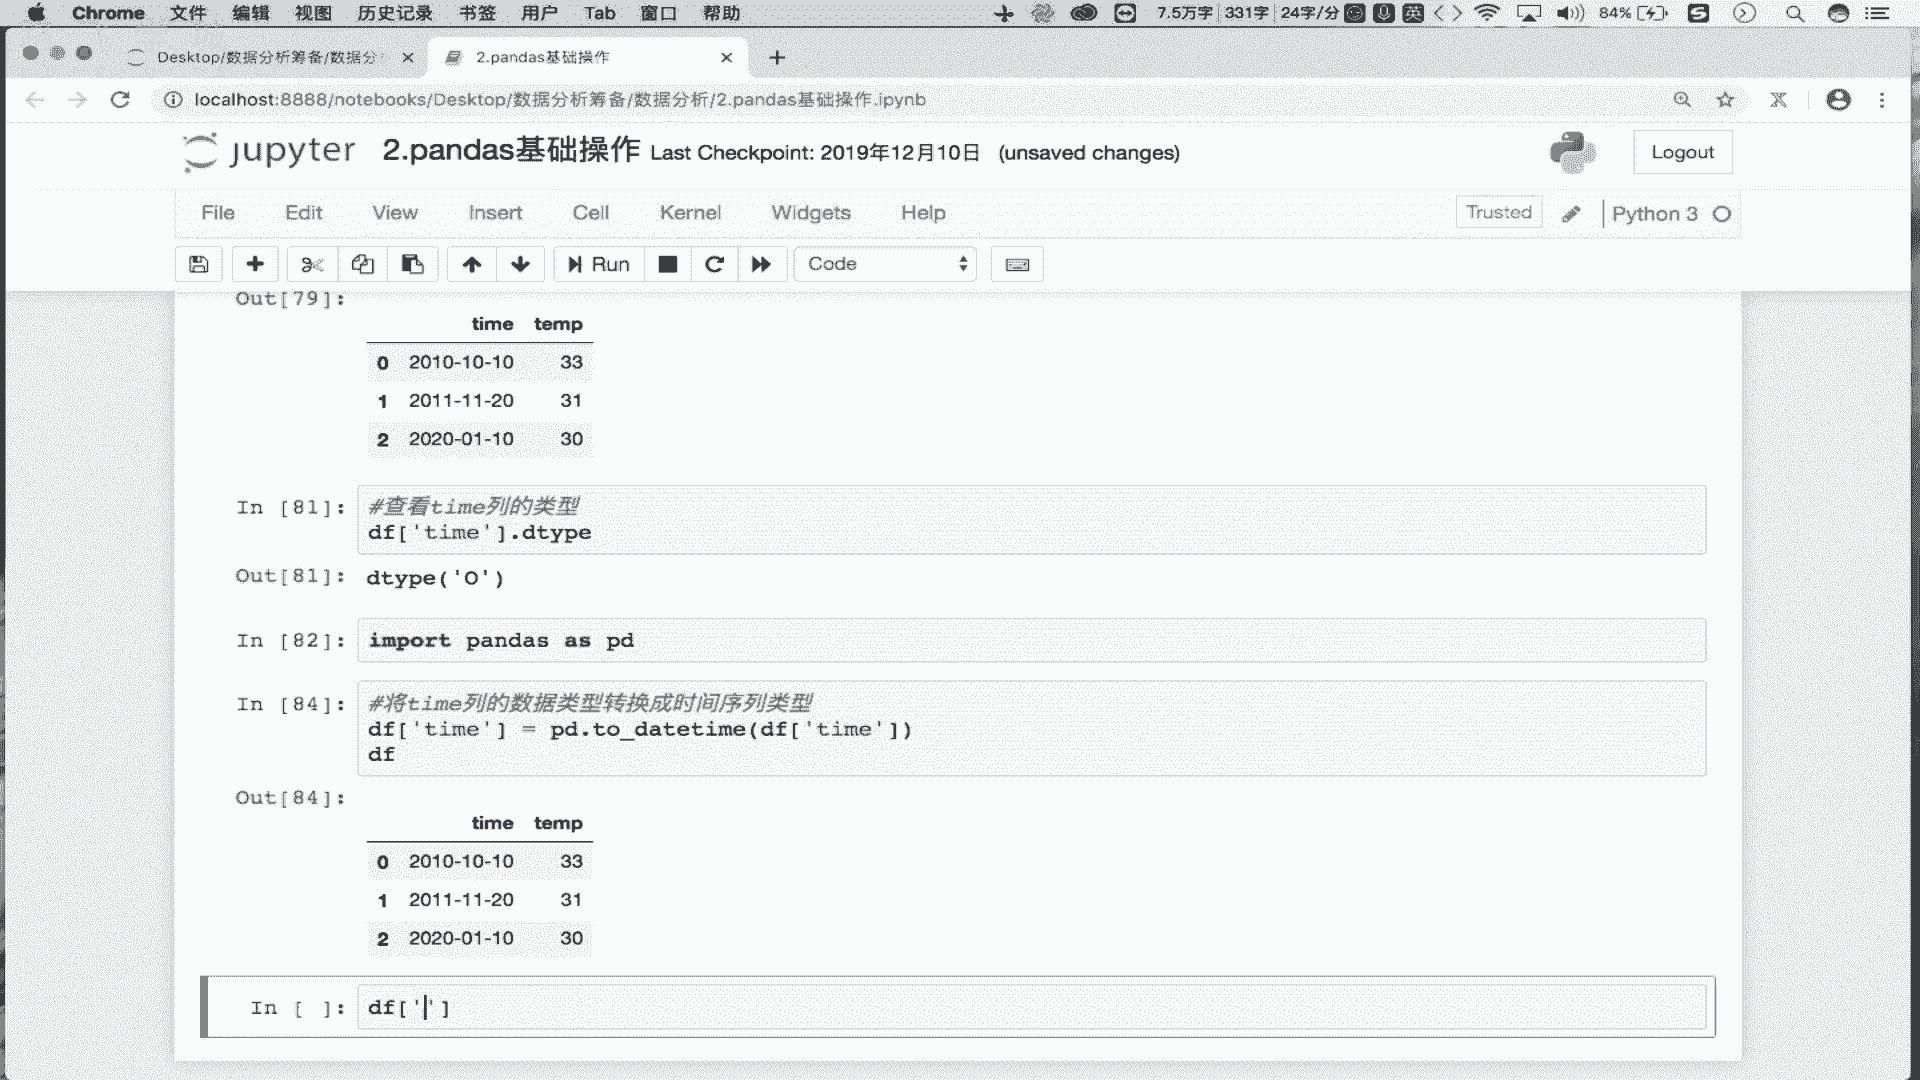 Chrome 文件 编辑 视图 历史记录 书签 用户 Tab 窗口 帮助 7.5万字 331字 24字/分 英 84%
Desktop/数据分析筹备/数据分 2.pandas基础操作
localhost:8888/notebooks/Desktop/数据分析筹备/数据分析/2.pandas基础操作.ipynb
jupyter 2.pandas基础操作 Last Checkpoint: 2019年12月10日 (unsaved changes) Logout
File Edit View Insert Cell Kernel Widgets Help Trusted Python 3
Run Code
Out[79]:
time temp
0 2010-10-10 33
1 2011-11-20 31
2 2020-01-10 30
In [81]: #查看time列的类型
df['time'].dtype
Out[81]: dtype('O')
In [82]: import pandas as pd
In [84]: #将time列的数据类型转换成时间序列类型
df['time'] = pd.to_datetime(df['time'])
df
Out[84]:
time temp
0 2010-10-10 33
1 2011-11-20 31
2 2020-01-10 30
In [ ]: df['']